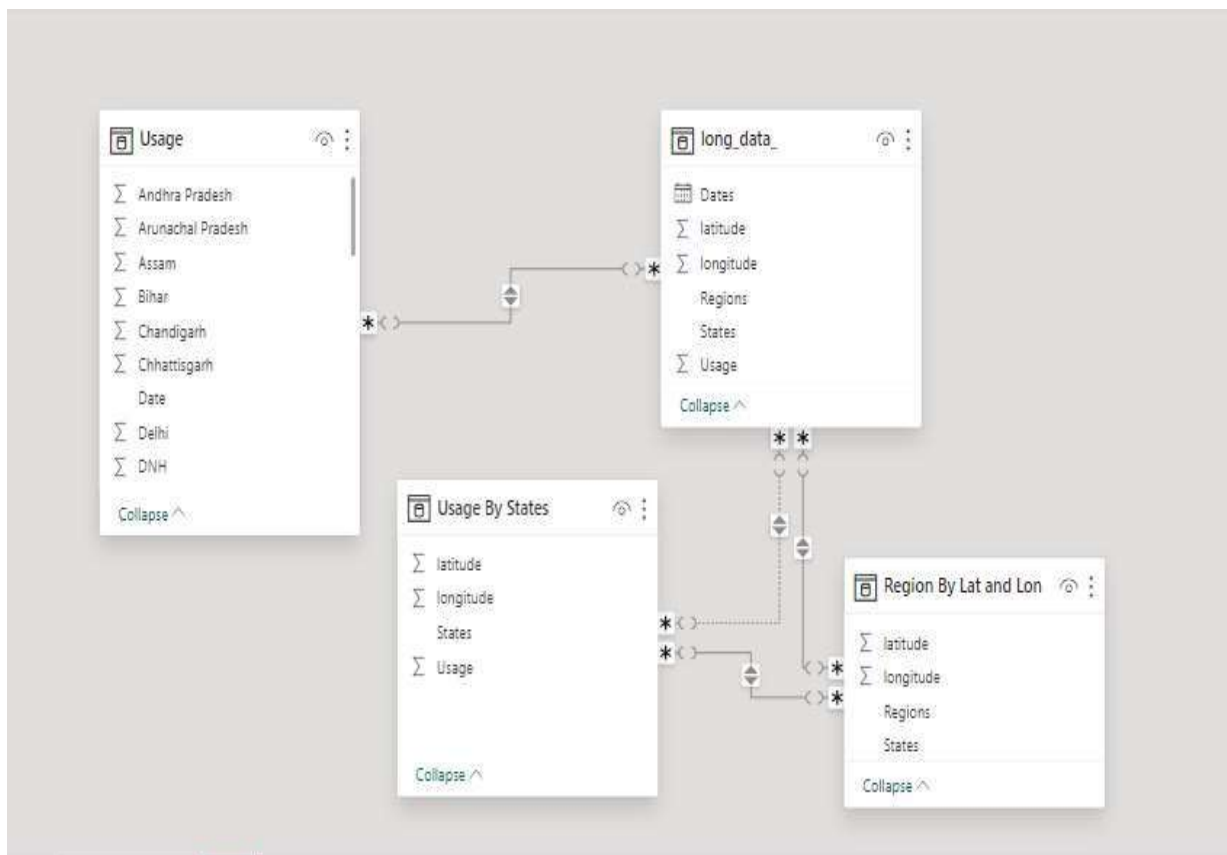 Usage
Andhra Pradesh
Arunachal Pradesh
Assam
Bihar
Chandigarh
Chhattisgarh
Date
Delhi
DNH
Collapse
long_data_
Dates
latitude
longitude
Regions
States
Usage
Collapse
Usage By States
latitude
longitude
States
Usage
Collapse
Region By Lat and Lon
latitude
longitude
Regions
States
Collapse